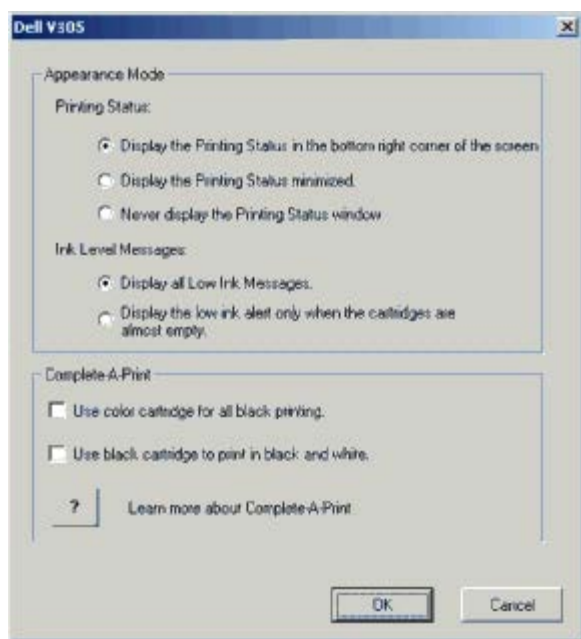 Dell V305
Appearance Mode
Printing Status:
Display the Printing Status in the bottom right corner of the screen
Display the Printing Status minimized.
Never display the Printing Status window
Ink Level Messages:
Display all Low Ink Messages.
Display the low ink alert only when the cartridges are
almost empty.
Complete-A-Print
Use color cartridge for all black printing.
Use black cartridge to print in black and white.
?
Learn more about Complete-A-Print
OK
Cancel